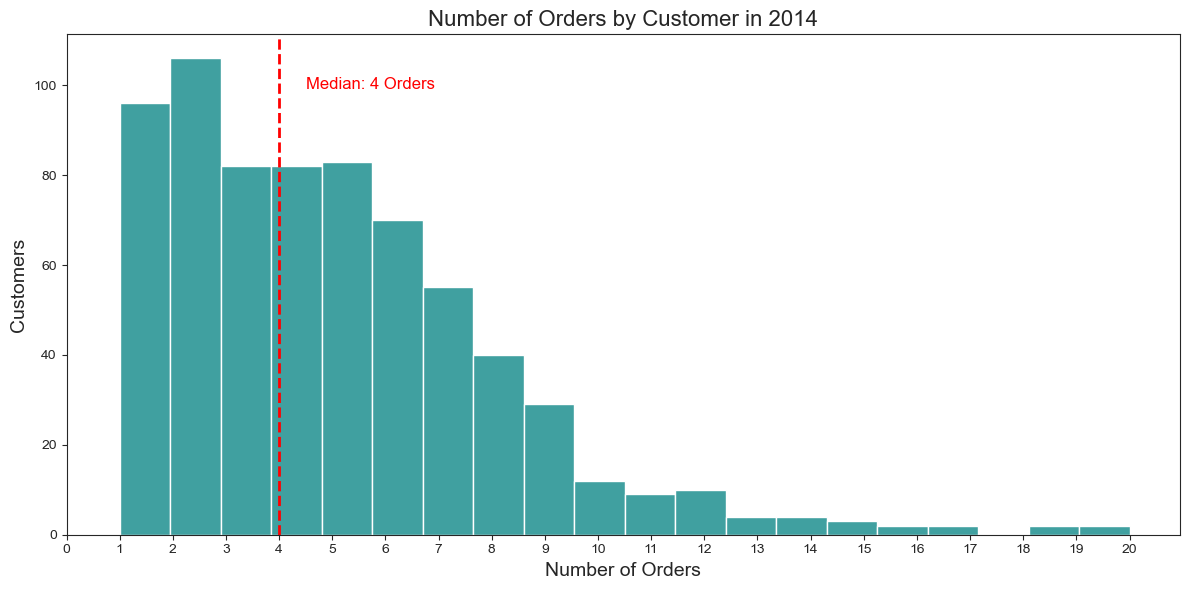 Number of Orders by Customer in 2014
Median: 4 Orders
100
80
60
40
20
0
Customers
0 1 2 3 4 5 6 7 8 9 10 11 12 13 14 15 16 17 18 19 20
Number of Orders